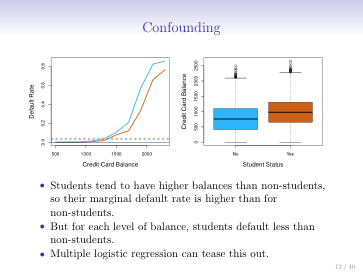 Confounding
Default Rate
0.0 0.2 0.4 0.6 0.8
500 1000 1500 2000
Credit Card Balance
Credit Card Balance
0 500 1000 1500 2000 2500
No Yes
Student Status
• Students tend to have higher balances than non-students,
so their marginal default rate is higher than for
non-students.
• But for each level of balance, students default less than
non-students.
• Multiple logistic regression can tease this out.
12 / 40